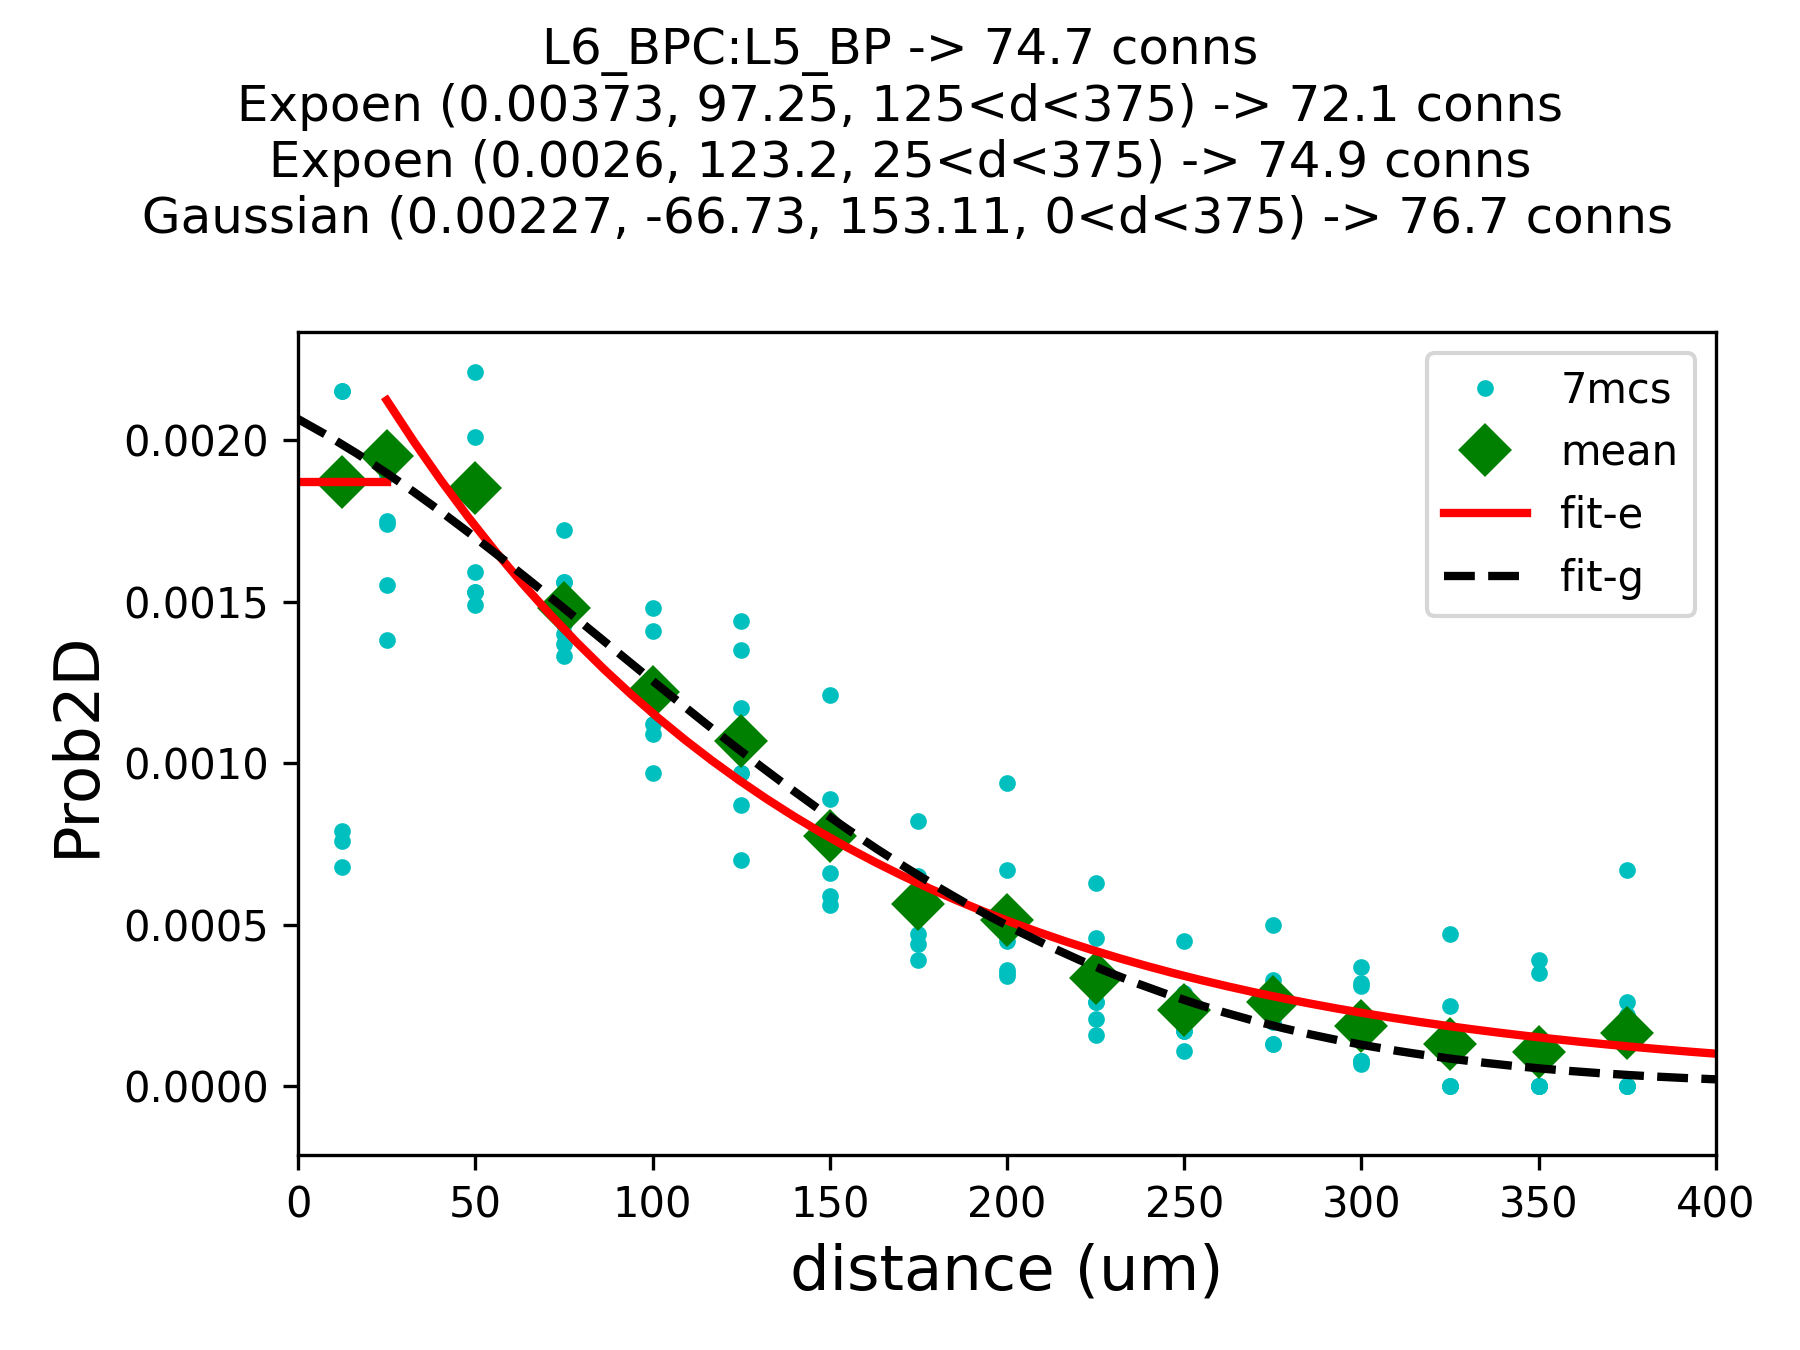 L6_BPC:L5_BP -> 74.7 conns
Expoen (0.00373, 97.25, 125<d<375) -> 72.1 conns
Expoen (0.0026, 123.2, 25<d<375) -> 74.9 conns
Gaussian (0.00227, -66.73, 153.11, 0<d<375) -> 76.7 conns
7mcs
mean
fit-e
fit-g
Prob2D
0.0020
0.0015
0.0010
0.0005
0.0000
0 50 100 150 200 250 300 350 400
distance (um)